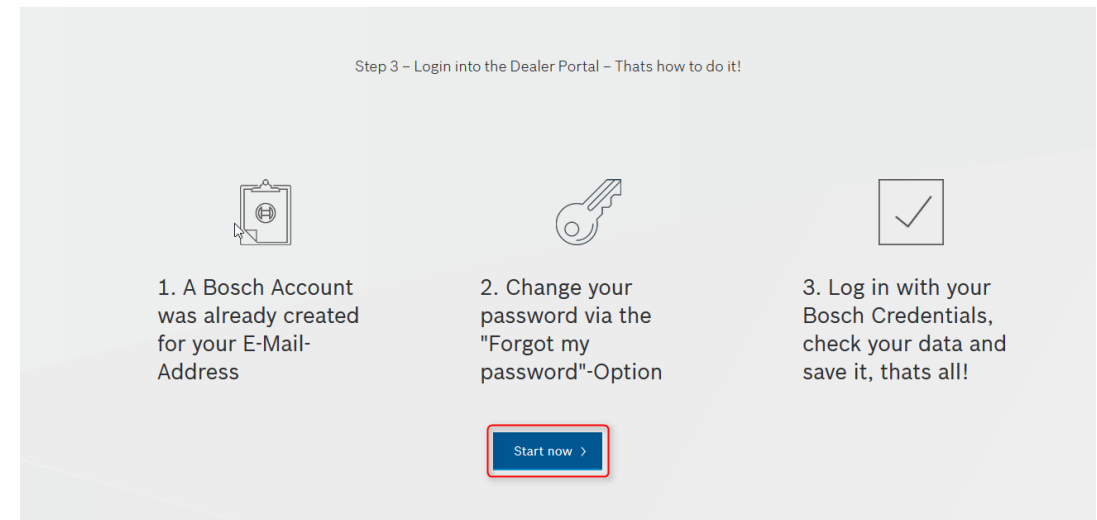 Step 3 – Login into the Dealer Portal – Thats how to do it!
1. A Bosch Account
was already created
for your E-Mail-
Address
2. Change your
password via the
"Forgot my
password"-Option
3. Log in with your
Bosch Credentials,
check your data and
save it, thats all!
Start now >